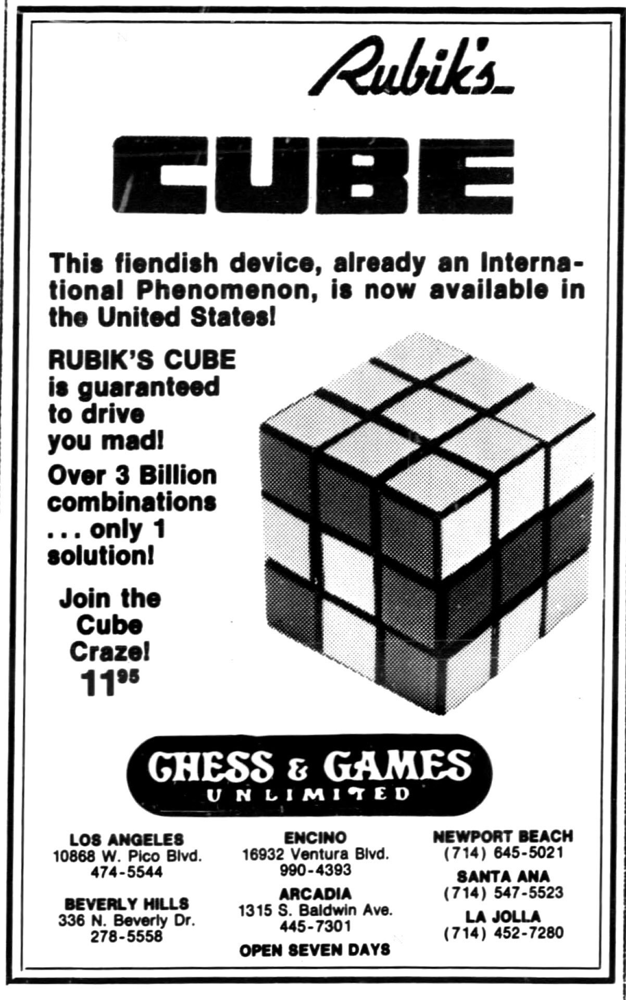 Rubik's
CUBE
This fiendish device, already an Interna-
tional Phenomenon, is now available in
the United States!
RUBIK'S CUBE
is guaranteed
to drive
you mad!
Over 3 Billion
combinations
... only 1
solution!
Join the
Cube
Craze!
11 95
CHESS & GAMES
UNLIMITED
LOS ANGELES
10868 W. Pico Blvd.
474-5544
BEVERLY HILLS
336 N. Beverly Dr.
278-5558
ENCINO
16932 Ventura Blvd.
990-4393
ARCADIA
1315 S. Baldwin Ave.
445-7301
OPEN SEVEN DAYS
NEWPORT BEACH
(714) 645-5021
SANTA ANA
(714) 547-5523
LA JOLLA
(714) 452-7280